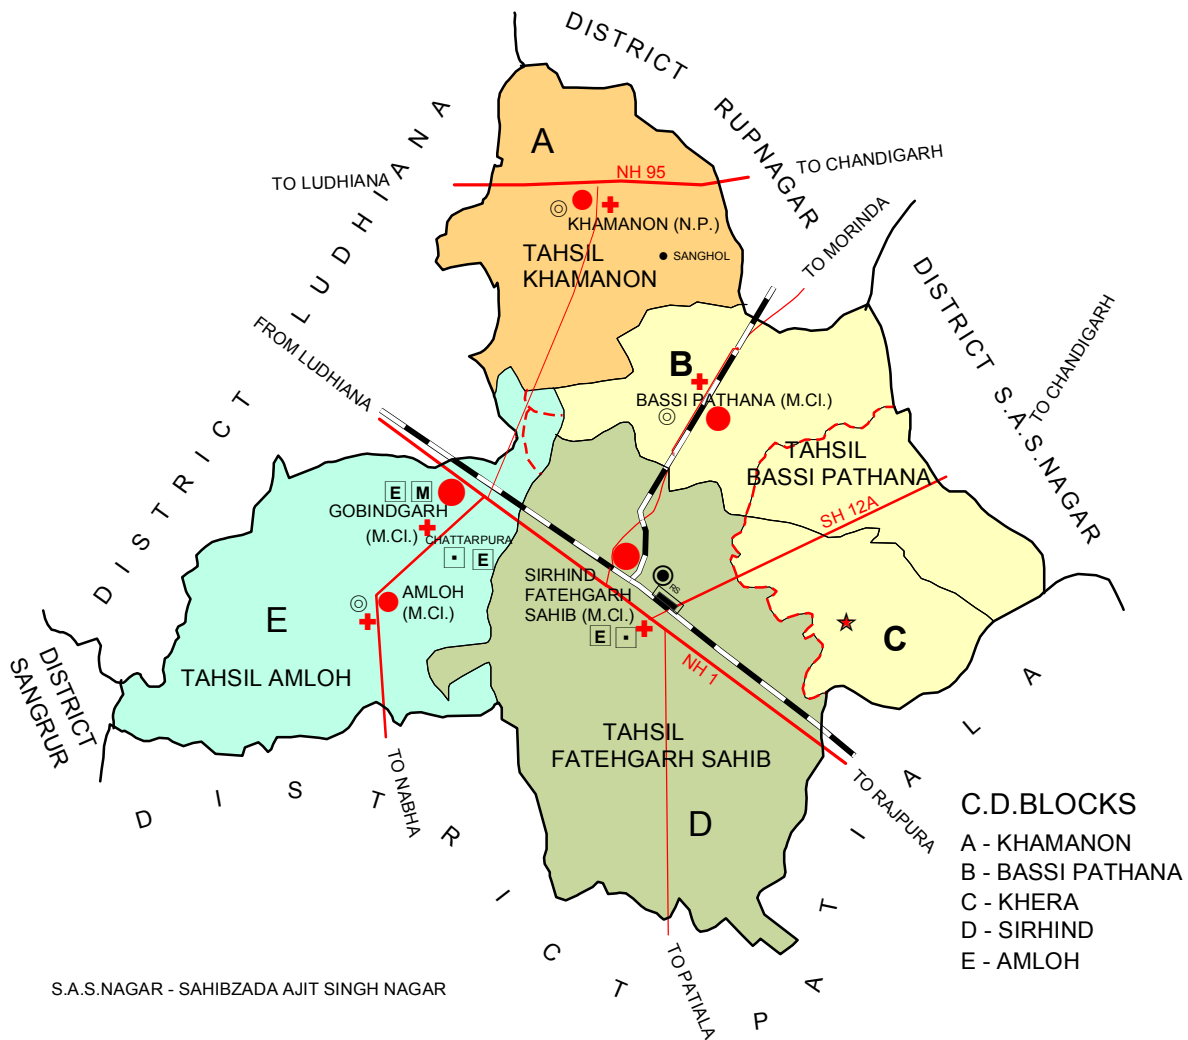 DISTRICT RUPNAGAR
A
DISTRICT LUDHIANA
NH 95
TO CHANDIGARH
TO LUDHIANA
KHAMANON (N.P.)
TAHSIL
KHAMANON
SANGHOL
TO MORINDA
DISTRICT S.A.S.NAGAR
TO CHANDIGARH
FROM LUDHIANA
B
BASSI PATHANA (M.Cl.)
TAHSIL
BASSI PATHANA
SH 12A
E M
GOBINDGARH
(M.Cl.)
CHATTARPURA
E
SIRHIND
FATEHGARH
SAHIB (M.Cl.)
RS
E
AMLOH
(M.Cl.)
E
TAHSIL AMLOH
C
NH 1
DISTRICT
SANGRUR
TAHSIL
FATEHGARH SAHIB
D
TO NABHA
TO RAJPURA
TO PATIALA
DISTRICT PATIALA
C.D.BLOCKS
A - KHAMANON
B - BASSI PATHANA
C - KHERA
D - SIRHIND
E - AMLOH
S.A.S.NAGAR - SAHIBZADA AJIT SINGH NAGAR